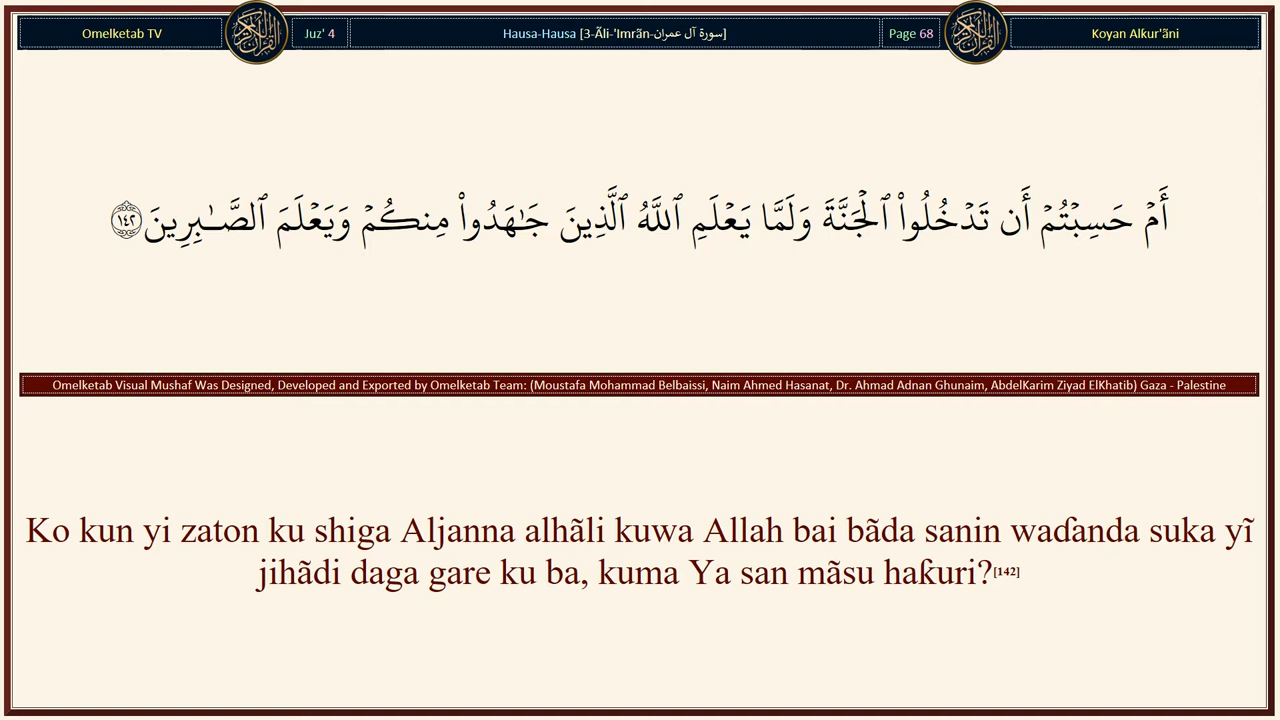 Omelketab TV
Juz' 4
Hausa-Hausa [3-Ãli-'Imrãn-سورة آل عمران]
Page 68
Koyan Alƙur'ãni
أَمۡ حَسِبۡتُمۡ أَن تَدۡخُلُواْ ٱلۡجَنَّةَ وَلَمَّا يَعۡلَمِ ٱللَّهُ ٱلَّذِينَ جَٰهَدُواْ مِنكُمۡ وَيَعۡلَمَ ٱلصَّٰبِرِينَ ١٤٢
Omelketab Visual Mushaf Was Designed, Developed and Exported by Omelketab Team: (Moustafa Mohammad Belbaissi, Naim Ahmed Hasanat, Dr. Ahmad Adnan Ghunaim, AbdelKarim Ziyad ElKhatib) Gaza - Palestine
Ko kun yi zaton ku shiga Aljanna alhãli kuwa Allah bai bãda sanin waɗanda suka yĩ
jihãdi daga gare ku ba, kuma Ya san mãsu haƙuri?[142]